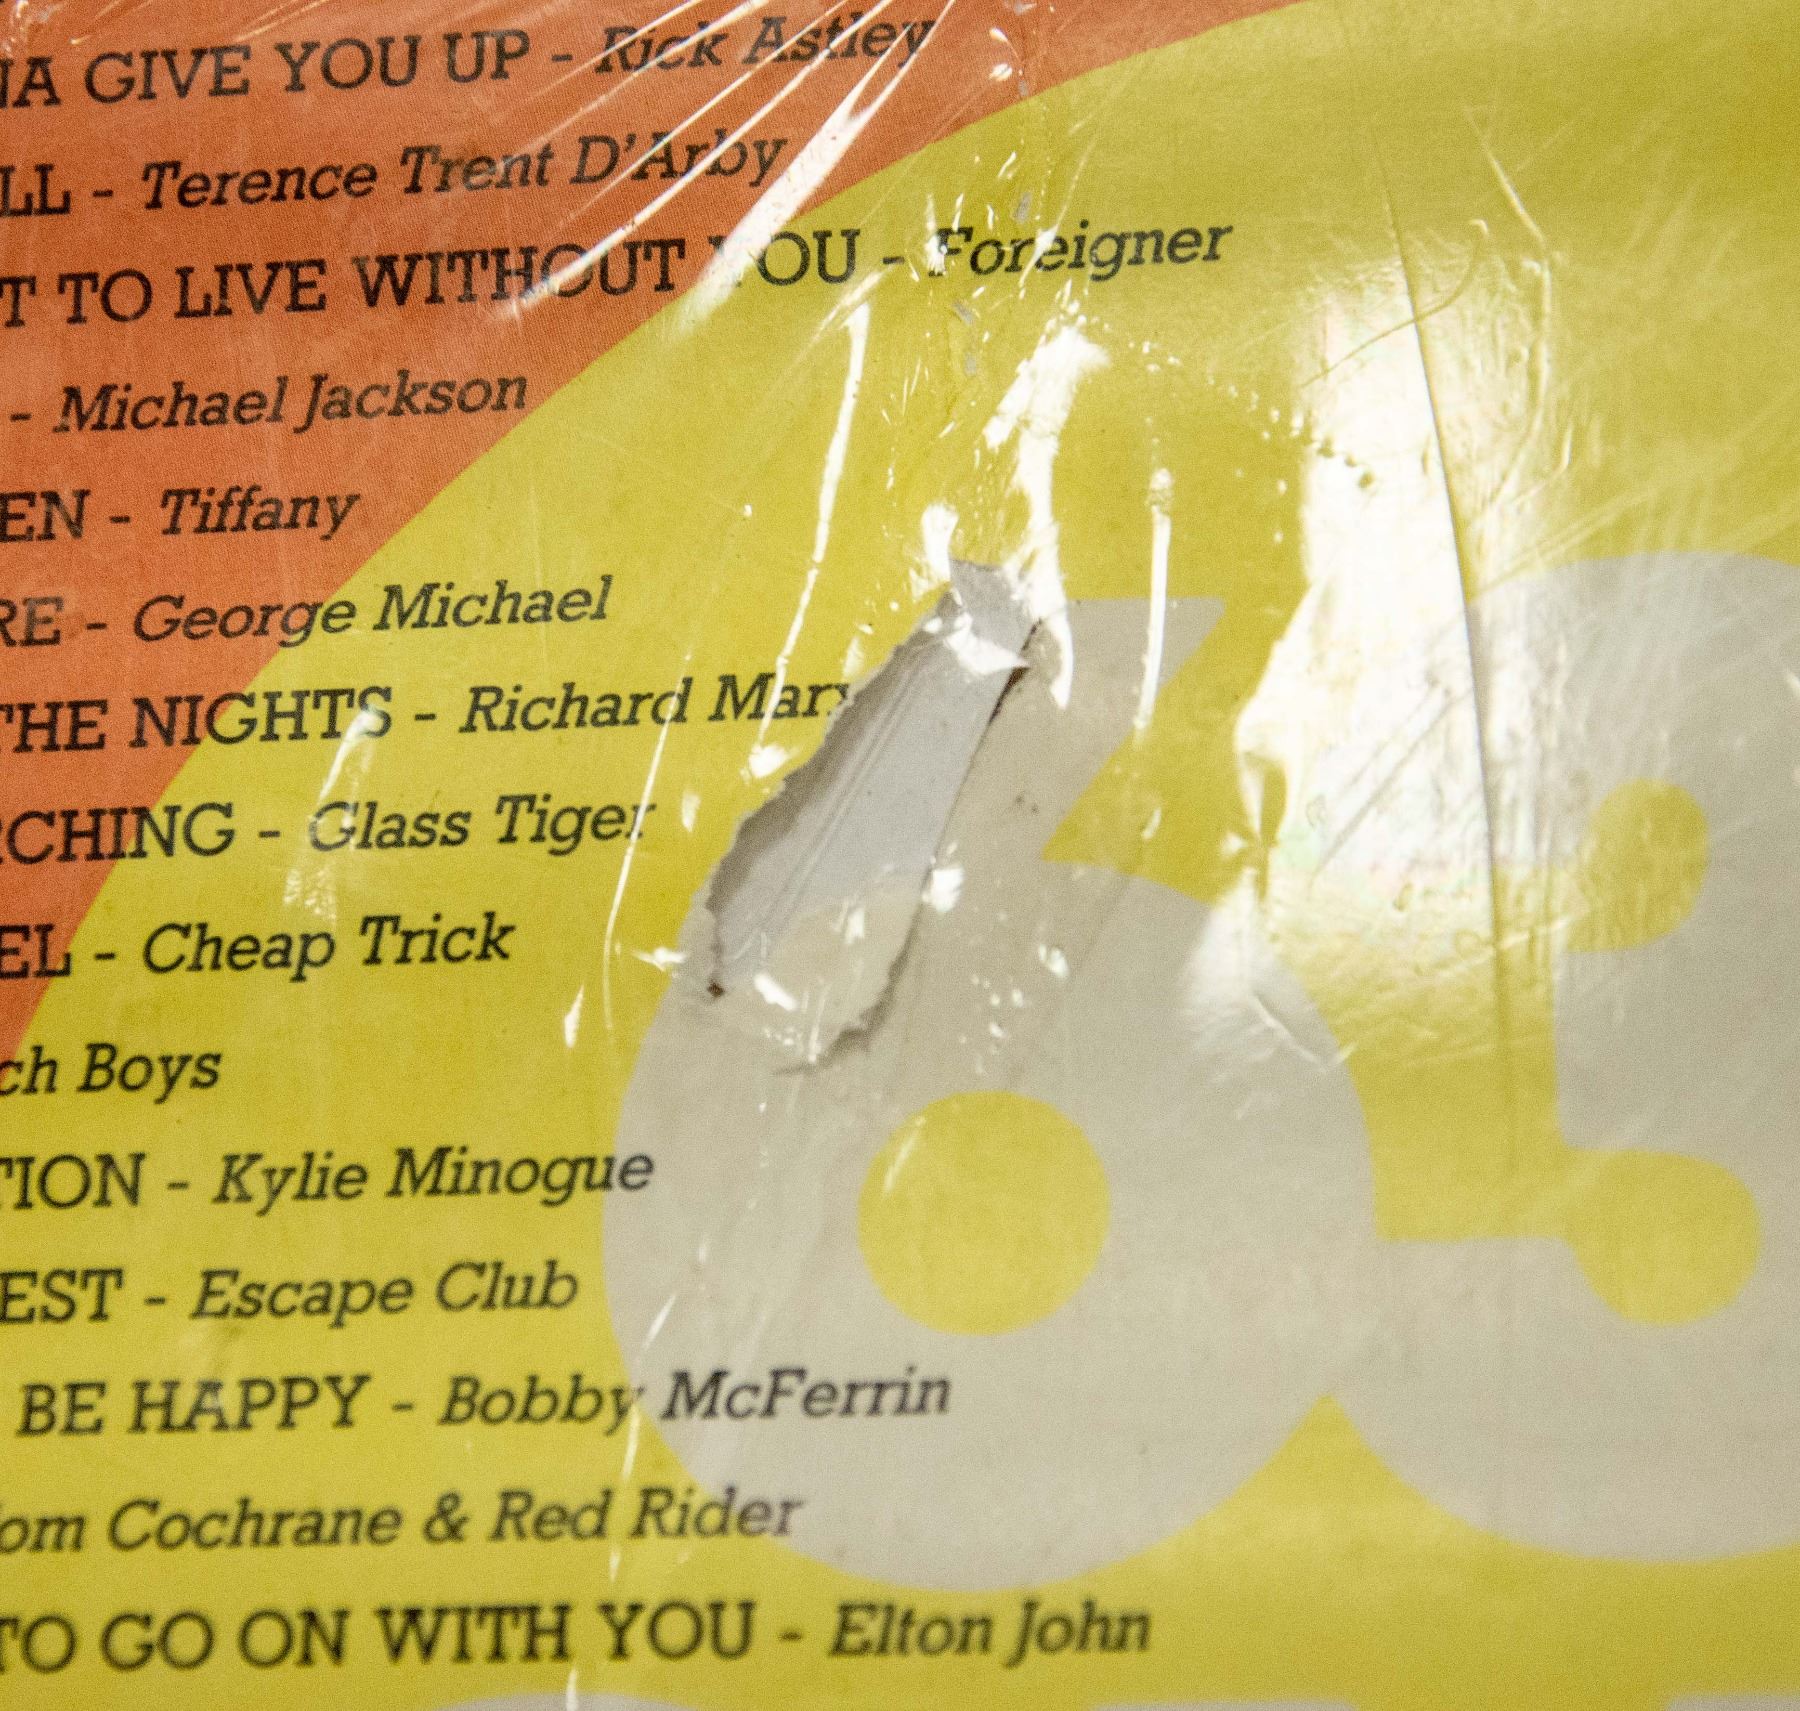 NA GIVE YOU UP - Rick Astley
LL - Terence Trent D'Arby
T TO LIVE WITHOUT YOU - Foreigner
- Michael Jackson
EN - Tiffany
RE - George Michael
THE NIGHTS - Richard Marx
RCHING - Glass Tiger
EL - Cheap Trick
ch Boys
TION - Kylie Minogue
EST - Escape Club
BE HAPPY - Bobby McFerrin
om Cochrane & Red Rider
TO GO ON WITH YOU - Elton John